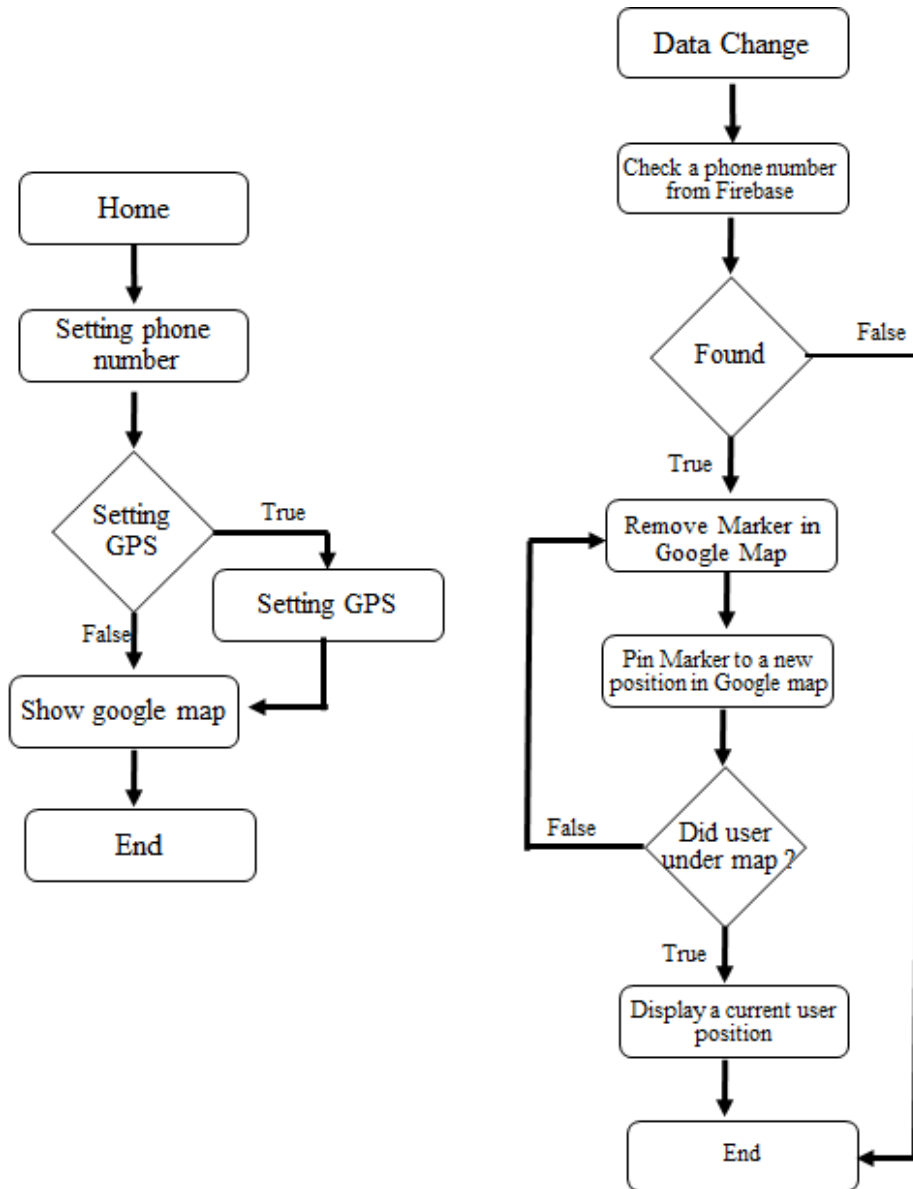 Home
Setting phone
number
Setting
GPS
True
Setting GPS
False
Show google map
End
Data Change
Check a phone number
from Firebase
Found
False
True
Remove Marker in
Google Map
Pin Marker to a new
position in Google map
Did user
under map ?
False
True
Display a current user
position
End